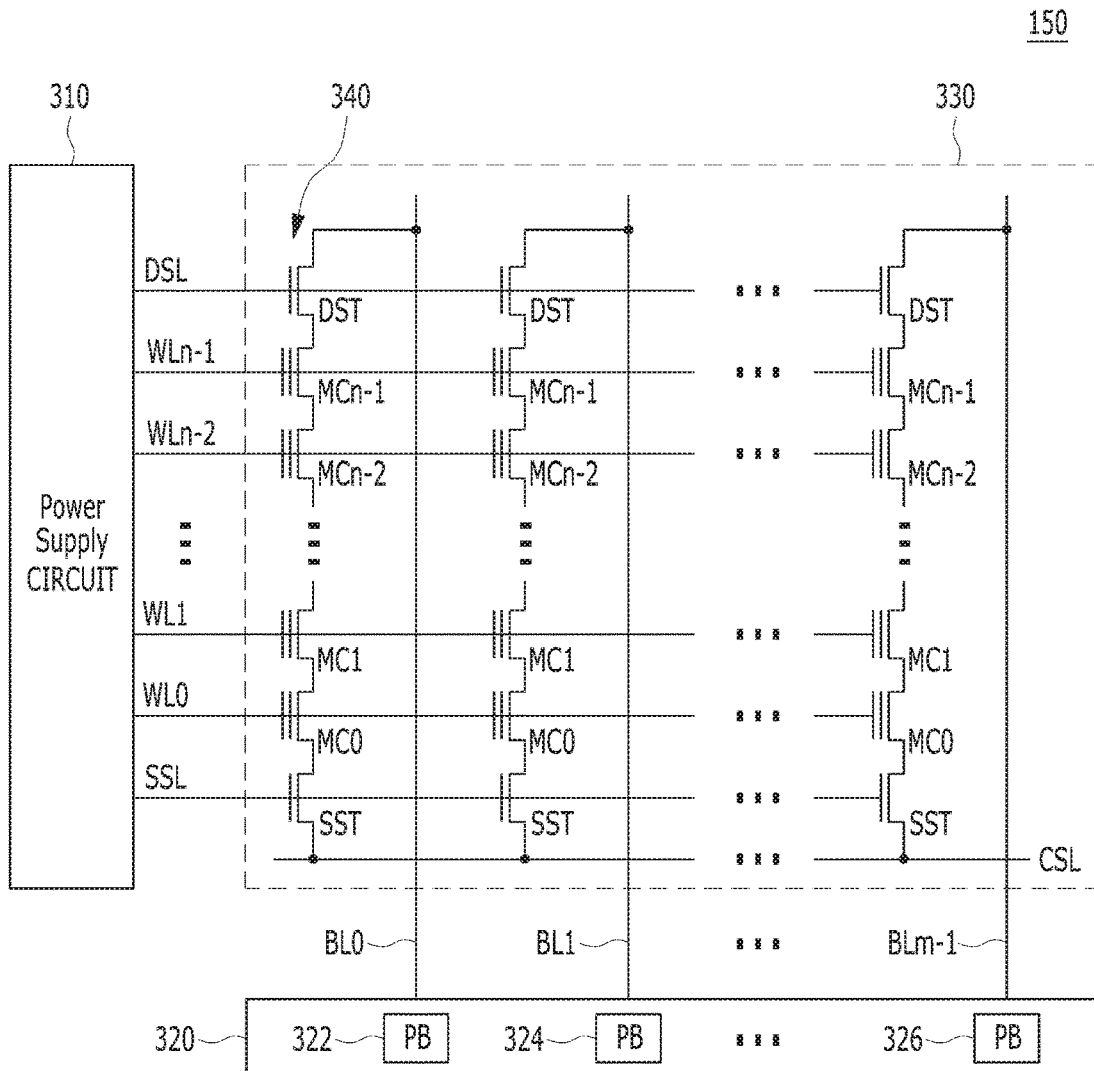 150
310
340
330
DSL
DST
DST
DST
WLn-1
MCn-1
MCn-1
MCn-1
WLn-2
MCn-2
MCn-2
MCn-2
Power
Supply
CIRCUIT
WL1
MC1
MC1
MC1
WL0
MC0
MC0
MC0
SSL
SST
SST
SST
CSL
BL0
BL1
BLm-1
320
322
PB
324
PB
326
PB